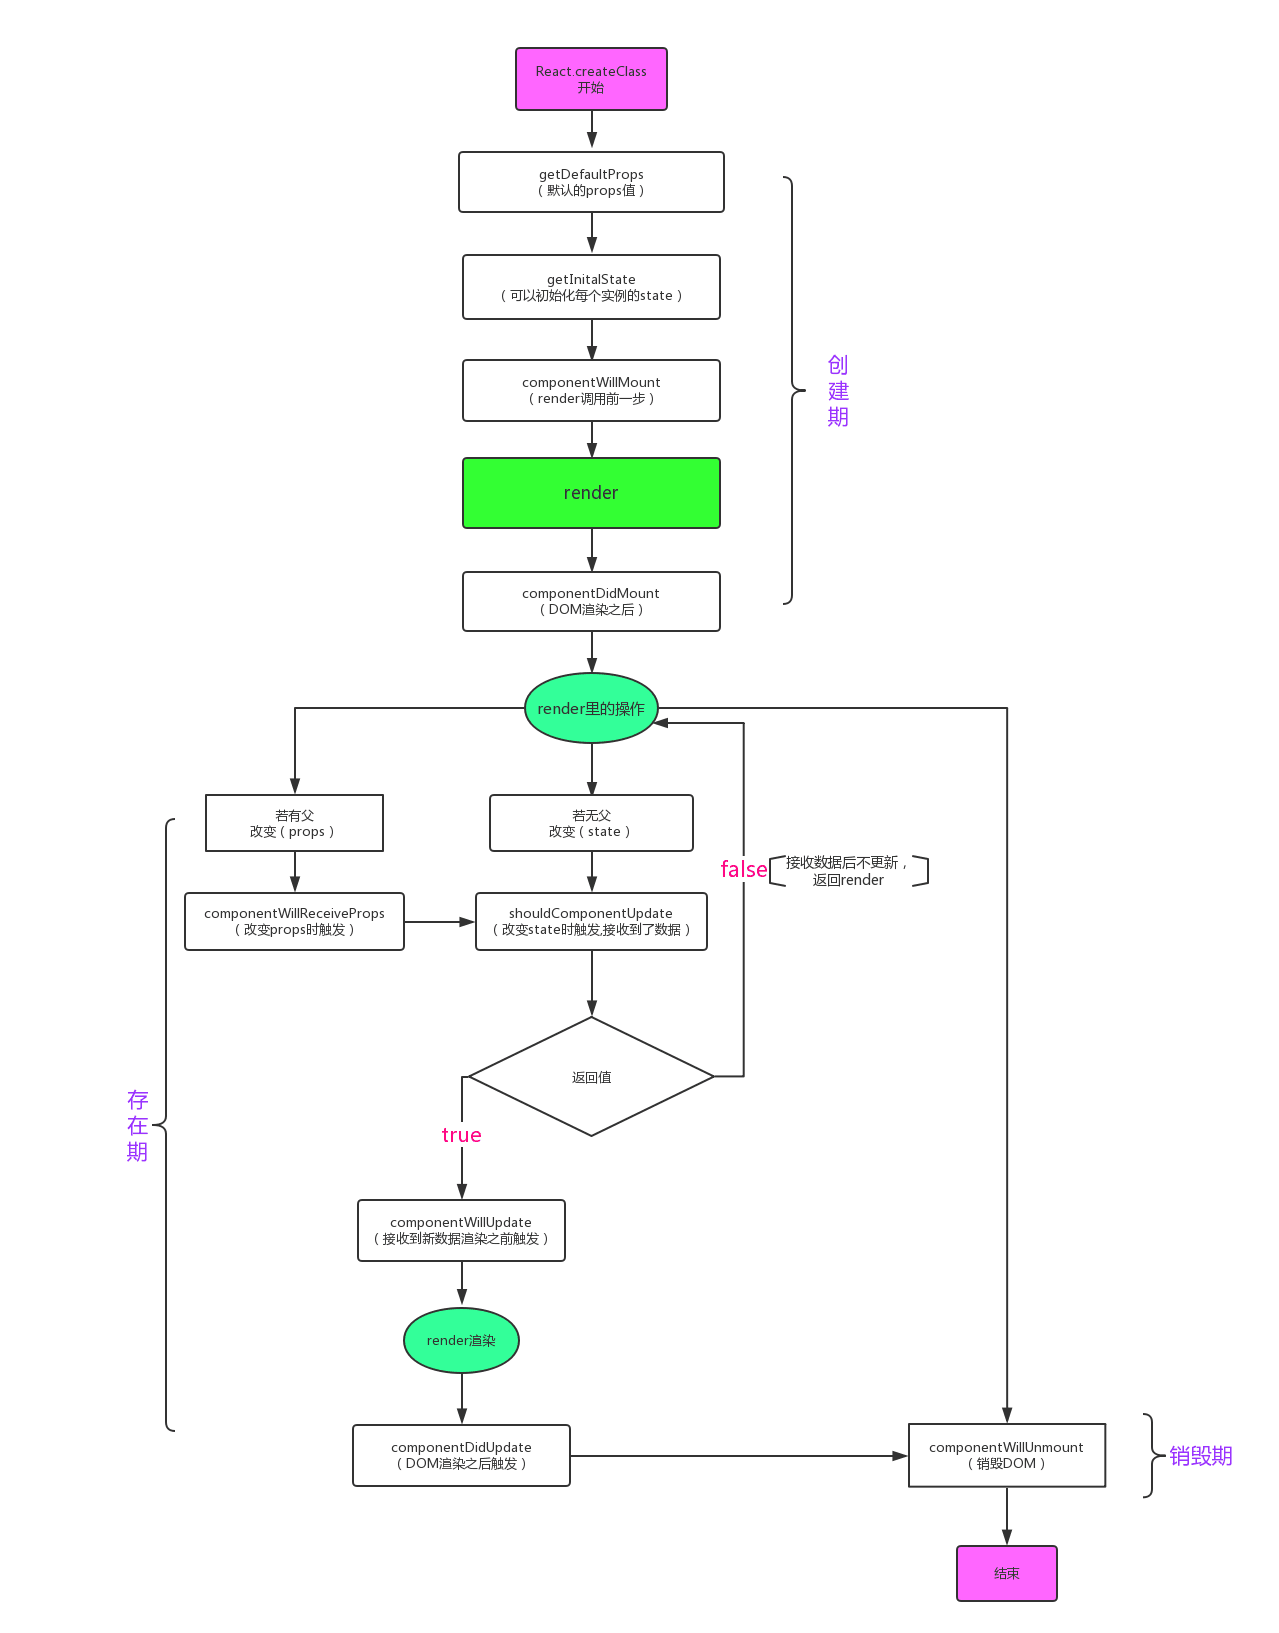 React.createClass
开始
getDefaultProps
（默认的props值）
getInitalState
（可以初始化每个实例的state）
componentWillMount
（render调用前一步）
render
componentDidMount
（DOM渲染之后）
创
建
期
render里的操作
若有父
改变（props）
若无父
改变（state）
false
接收数据后不更新，
返回render
componentWillReceiveProps
（改变props时触发）
shouldComponentUpdate
（改变state时触发,接收到了数据）
返回值
存
在
期
true
componentWillUpdate
（接收到新数据渲染之前触发）
render渲染
componentDidUpdate
（DOM渲染之后触发）
componentWillUnmount
（销毁DOM）
销毁期
结束